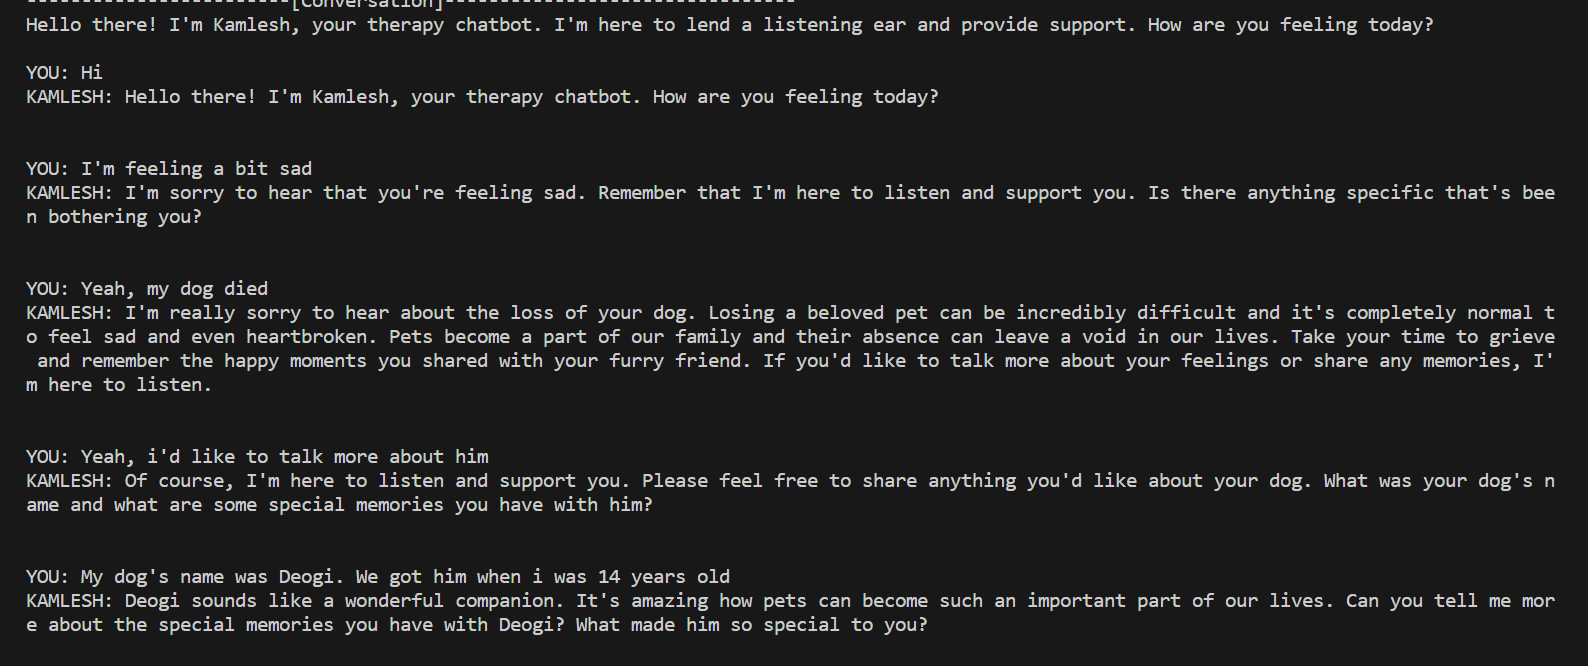 ------------------------[Conversation]--------------------------------
Hello there! I'm Kamlesh, your therapy chatbot. I'm here to lend a listening ear and provide support. How are you feeling today?
YOU: Hi
KAMLESH: Hello there! I'm Kamlesh, your therapy chatbot. How are you feeling today?
YOU: I'm feeling a bit sad
KAMLESH: I'm sorry to hear that you're feeling sad. Remember that I'm here to listen and support you. Is there anything specific that's bee
n bothering you?
YOU: Yeah, my dog died
KAMLESH: I'm really sorry to hear about the loss of your dog. Losing a beloved pet can be incredibly difficult and it's completely normal t
o feel sad and even heartbroken. Pets become a part of our family and their absence can leave a void in our lives. Take your time to grieve
 and remember the happy moments you shared with your furry friend. If you'd like to talk more about your feelings or share any memories, I'
m here to listen.
YOU: Yeah, i'd like to talk more about him
KAMLESH: Of course, I'm here to listen and support you. Please feel free to share anything you'd like about your dog. What was your dog's n
ame and what are some special memories you have with him?
YOU: My dog's name was Deogi. We got him when i was 14 years old
KAMLESH: Deogi sounds like a wonderful companion. It's amazing how pets can become such an important part of our lives. Can you tell me mor
e about the special memories you have with Deogi? What made him so special to you?